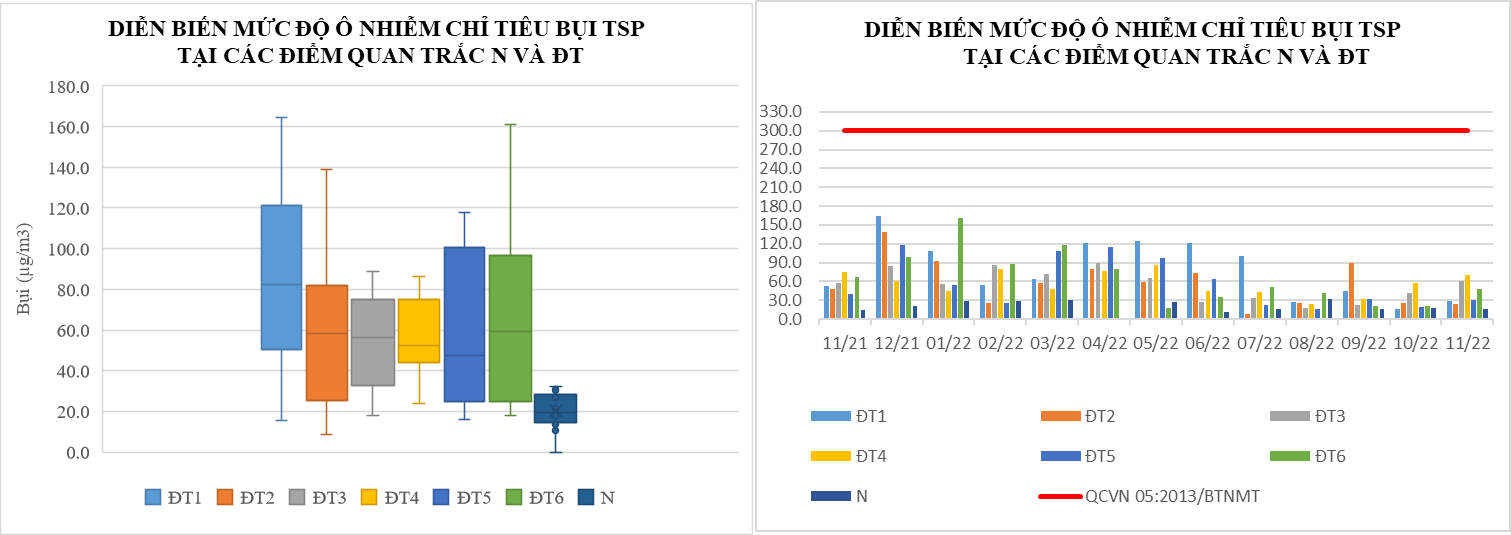 DIỄN BIẾN MỨC ĐỘ Ô NHIỄM CHỈ TIÊU BỤI TSP
TẠI CÁC ĐIỂM QUAN TRẮC N VÀ ĐT
180.0
160.0
140.0
120.0
100.0
80.0
60.0
40.0
20.0
0.0
Bụi (µg/m3)
ĐT1 ĐT2 ĐT3 ĐT4 ĐT5 ĐT6 N
DIỄN BIẾN MỨC ĐỘ Ô NHIỄM CHỈ TIÊU BỤI TSP
TẠI CÁC ĐIỂM QUAN TRẮC N VÀ ĐT
330.0
300.0
270.0
240.0
210.0
180.0
150.0
120.0
90.0
60.0
30.0
0.0
11/21 12/21 01/22 02/22 03/22 04/22 05/22 06/22 07/22 08/22 09/22 10/22 11/22
ĐT1 ĐT2 ĐT3
ĐT4 ĐT5 ĐT6
N QCVN 05:2013/BTNMT